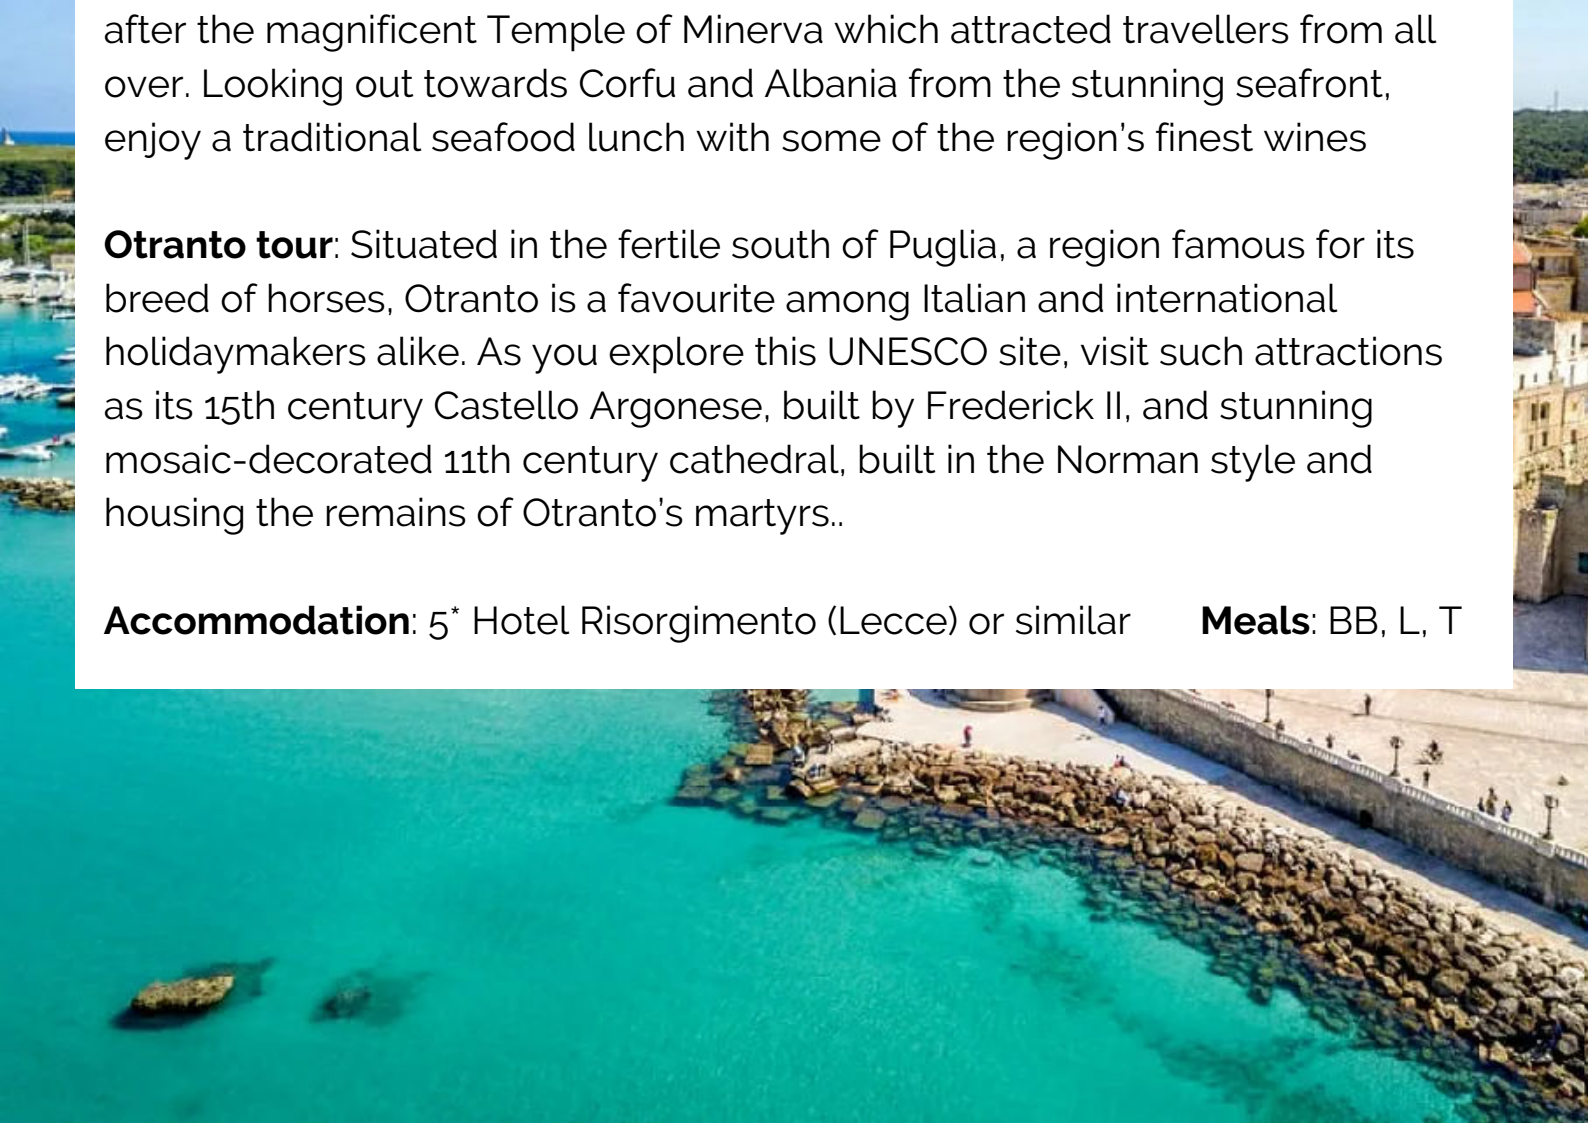 after the magnificent Temple of Minerva which attracted travellers from all
over. Looking out towards Corfu and Albania from the stunning seafront,
enjoy a traditional seafood lunch with some of the region’s finest wines
Otranto tour: Situated in the fertile south of Puglia, a region famous for its
breed of horses, Otranto is a favourite among Italian and international
holidaymakers alike. As you explore this UNESCO site, visit such attractions
as its 15th century Castello Argonese, built by Frederick II, and stunning
mosaic-decorated 11th century cathedral, built in the Norman style and
housing the remains of Otranto’s martyrs..
Accommodation: 5* Hotel Risorgimento (Lecce) or similar Meals: BB, L, T